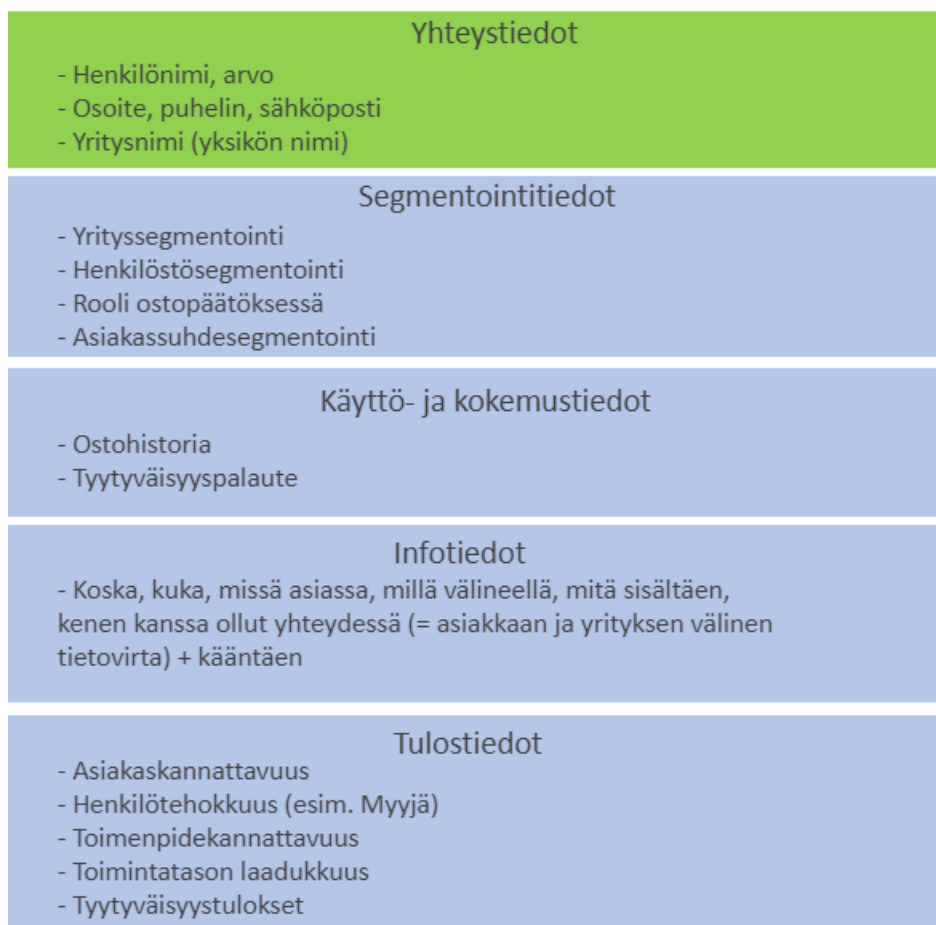 Yhteystiedot
- Henkilönimi, arvo
- Osoite, puhelin, sähköposti
- Yritysnimi (yksikön nimi)
Segmentointitiedot
- Yrityssegmentointi
- Henkilöstösegmentointi
- Rooli ostopäätöksessä
- Asiakassuhdesegmentointi
Käyttö- ja kokemustiedot
- Ostohistoria
- Tyytyväisyyspalaute
Infotiedot
- Koska, kuka, missä asiassa, millä välineellä, mitä sisältäen,
kenen kanssa ollut yhteydessä (= asiakkaan ja yrityksen välinen
tietovirta) + kääntäen
Tulostiedot
- Asiakaskannattavuus
- Henkilötehokkuus (esim. Myyjä)
- Toimenpidekannattavuus
- Toimintatason laadukkuus
- Tyytyväisyystulokset